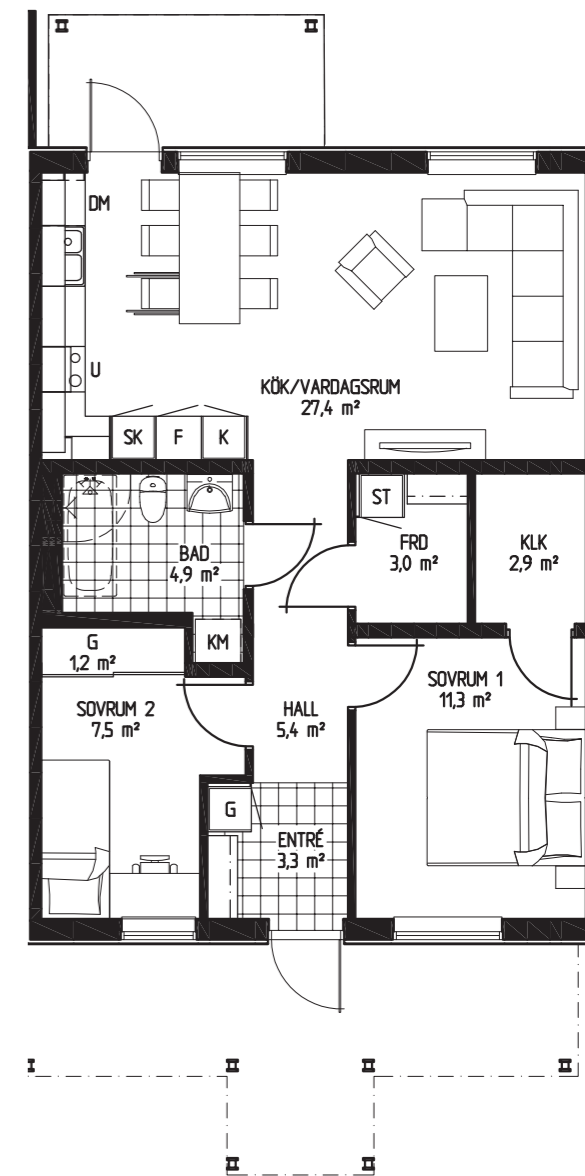 DM
U
KÖK/VARDAGSRUM
27,4 m²
SK F K
ST
BAD
4,9 m²
FRD
3,0 m²
KLK
2,9 m²
KM
G
1,2 m²
SOVRUM 2
7,5 m²
HALL
5,4 m²
SOVRUM 1
11,3 m²
G
ENTRÉ
3,3 m²